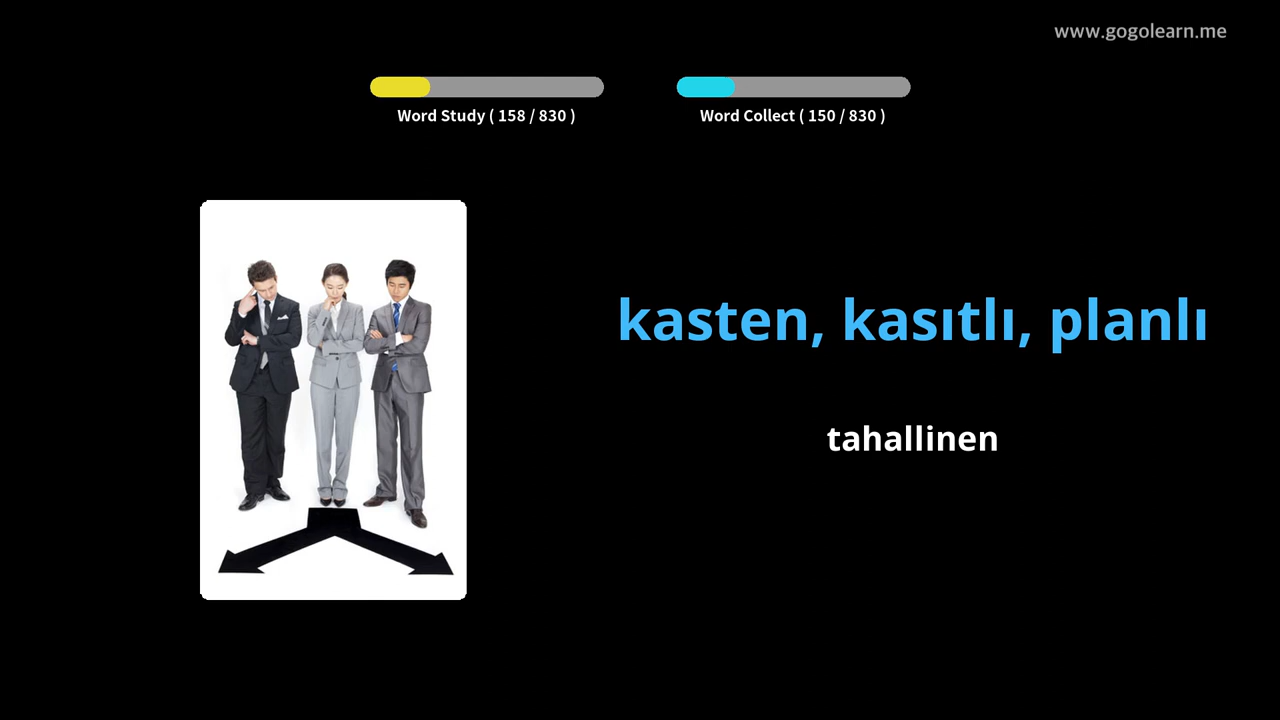 www.gogolearn.me
Word Study ( 158 / 830 )
Word Collect ( 150 / 830 )
kasten, kasıtlı, planlı
tahallinen